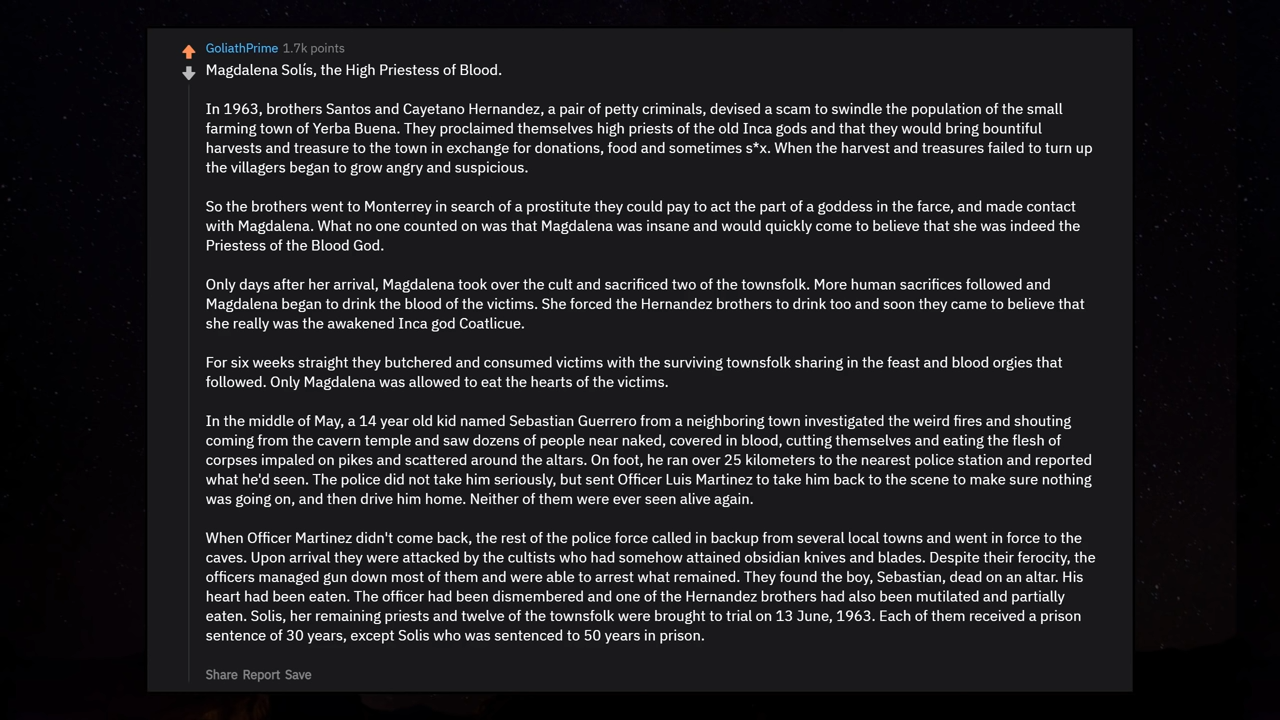 GoliathPrime 1.7k points
Magdalena Solís, the High Priestess of Blood.
In 1963, brothers Santos and Cayetano Hernandez, a pair of petty criminals, devised a scam to swindle the population of the small
farming town of Yerba Buena. They proclaimed themselves high priests of the old Inca gods and that they would bring bountiful
harvests and treasure to the town in exchange for donations, food and sometimes s*x. When the harvest and treasures failed to turn up
the villagers began to grow angry and suspicious.
So the brothers went to Monterrey in search of a prostitute they could pay to act the part of a goddess in the farce, and made contact
with Magdalena. What no one counted on was that Magdalena was insane and would quickly come to believe that she was indeed the
Priestess of the Blood God.
Only days after her arrival, Magdalena took over the cult and sacrificed two of the townsfolk. More human sacrifices followed and
Magdalena began to drink the blood of the victims. She forced the Hernandez brothers to drink too and soon they came to believe that
she really was the awakened Inca god Coatlicue.
For six weeks straight they butchered and consumed victims with the surviving townsfolk sharing in the feast and blood orgies that
followed. Only Magdalena was allowed to eat the hearts of the victims.
In the middle of May, a 14 year old kid named Sebastian Guerrero from a neighboring town investigated the weird fires and shouting
coming from the cavern temple and saw dozens of people near naked, covered in blood, cutting themselves and eating the flesh of
corpses impaled on pikes and scattered around the altars. On foot, he ran over 25 kilometers to the nearest police station and reported
what he'd seen. The police did not take him seriously, but sent Officer Luis Martinez to take him back to the scene to make sure nothing
was going on, and then drive him home. Neither of them were ever seen alive again.
When Officer Martinez didn't come back, the rest of the police force called in backup from several local towns and went in force to the
caves. Upon arrival they were attacked by the cultists who had somehow attained obsidian knives and blades. Despite their ferocity, the
officers managed gun down most of them and were able to arrest what remained. They found the boy, Sebastian, dead on an altar. His
heart had been eaten. The officer had been dismembered and one of the Hernandez brothers had also been mutilated and partially
eaten. Solis, her remaining priests and twelve of the townsfolk were brought to trial on 13 June, 1963. Each of them received a prison
sentence of 30 years, except Solis who was sentenced to 50 years in prison.
Share Report Save